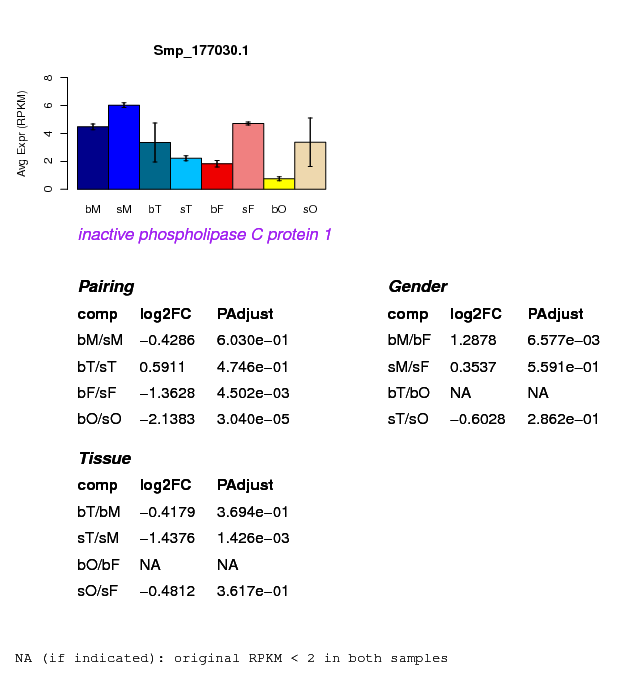 Smp_177030.1
Avg Expr (RPKM)
8
6
4
2
0
bM sM bT sT bF sF bO sO
inactive phospholipase C protein 1
Pairing
comp log2FC PAdjust
bM/sM −0.4286 6.030e−01
bT/sT 0.5911 4.746e−01
bF/sF −1.3628 4.502e−03
bO/sO −2.1383 3.040e−05
Gender
comp log2FC PAdjust
bM/bF 1.2878 6.577e−03
sM/sF 0.3537 5.591e−01
bT/bO NA NA
sT/sO −0.6028 2.862e−01
Tissue
comp log2FC PAdjust
bT/bM −0.4179 3.694e−01
sT/sM −1.4376 1.426e−03
bO/bF NA NA
sO/sF −0.4812 3.617e−01
NA (if indicated): original RPKM < 2 in both samples